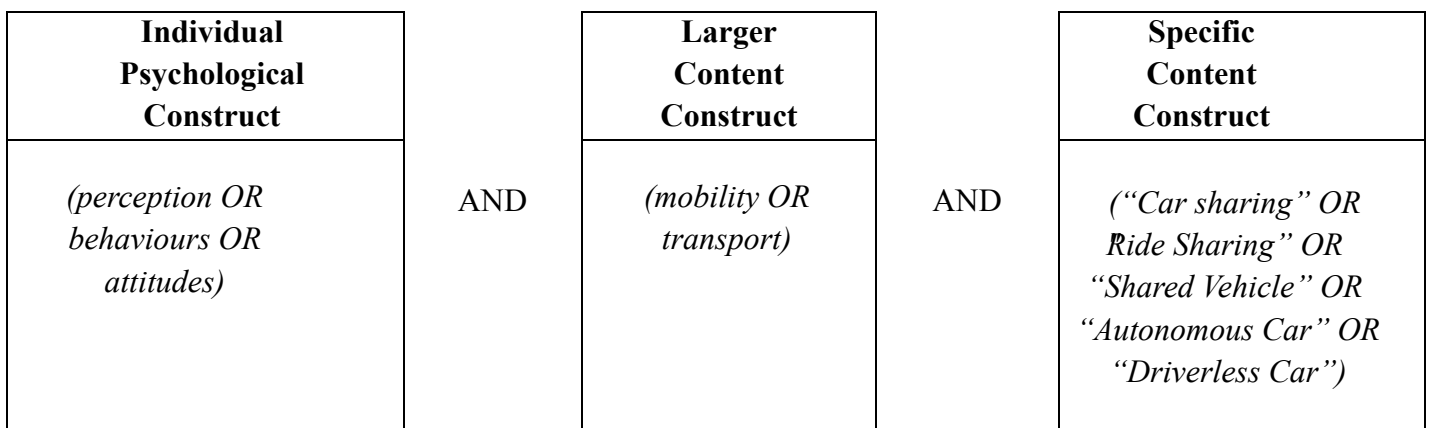 Individual
Psychological
Construct
Larger
Content
Construct
Specific
Content
Construct
(perception OR
behaviours OR
attitudes)
AND
(mobility OR
transport)
AND
(“Car sharing” OR
"Ride Sharing” OR
“Shared Vehicle” OR
“Autonomous Car” OR
“Driverless Car”)